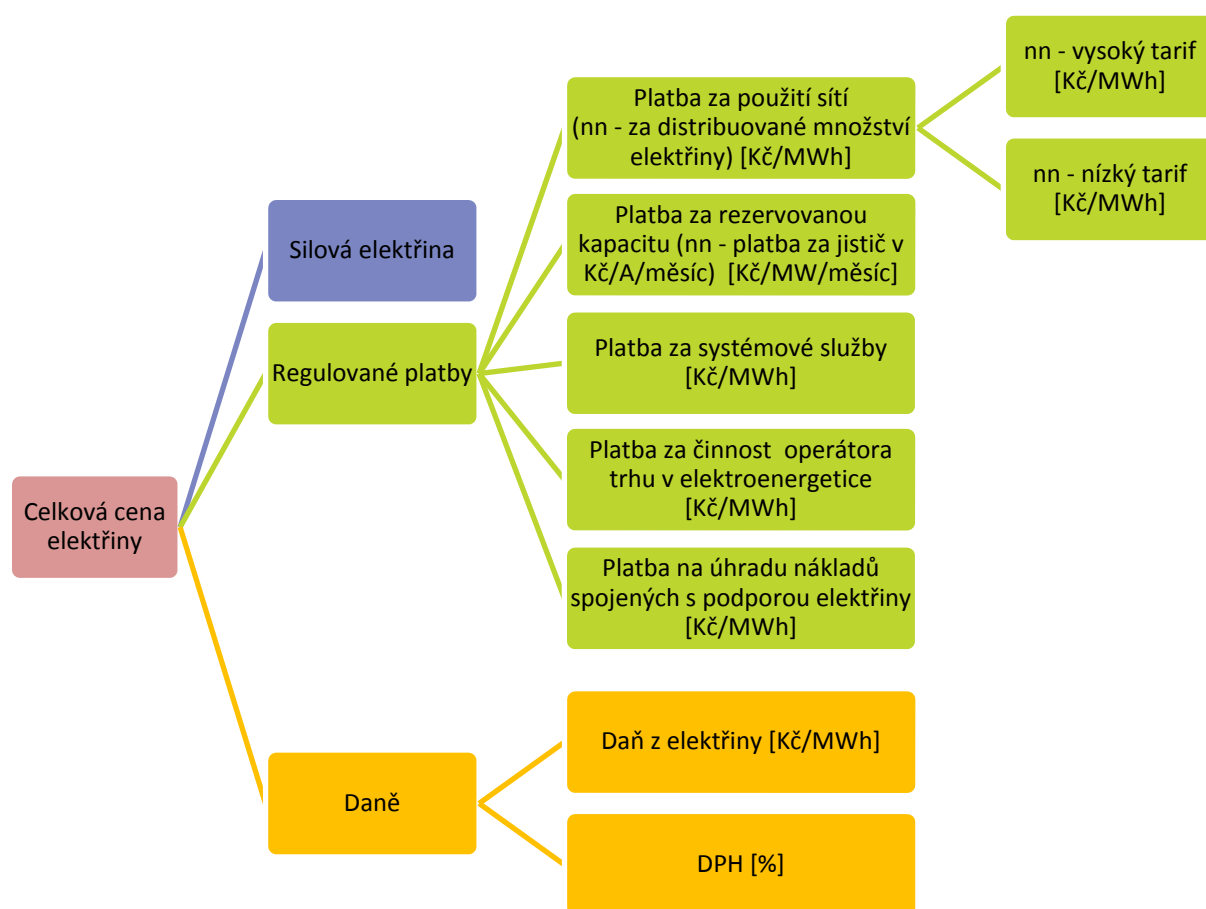 Celková cena
elektřiny
Silová elektřina
Regulované platby
Platba za použití sítí
(nn - za distribuované množství
elektřiny) [Kč/MWh]
nn - vysoký tarif
[Kč/MWh]
nn - nízký tarif
[Kč/MWh]
Platba za rezervovanou
kapacitu (nn - platba za jistič v
Kč/A/měsíc)  [Kč/MW/měsíc]
Platba za systémové služby
[Kč/MWh]
Platba za činnost  operátora
trhu v elektroenergetice
[Kč/MWh]
Platba na úhradu nákladů
spojených s podporou elektřiny
[Kč/MWh]
Daně
Daň z elektřiny [Kč/MWh]
DPH [%]